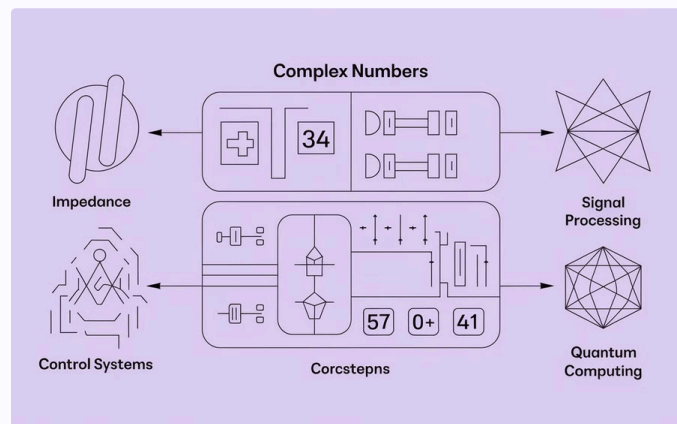 Complex Numbers
34
Impedance
Signal
Processing
57
0+
41
Control Systems
Corcstepns
Quantum
Computing